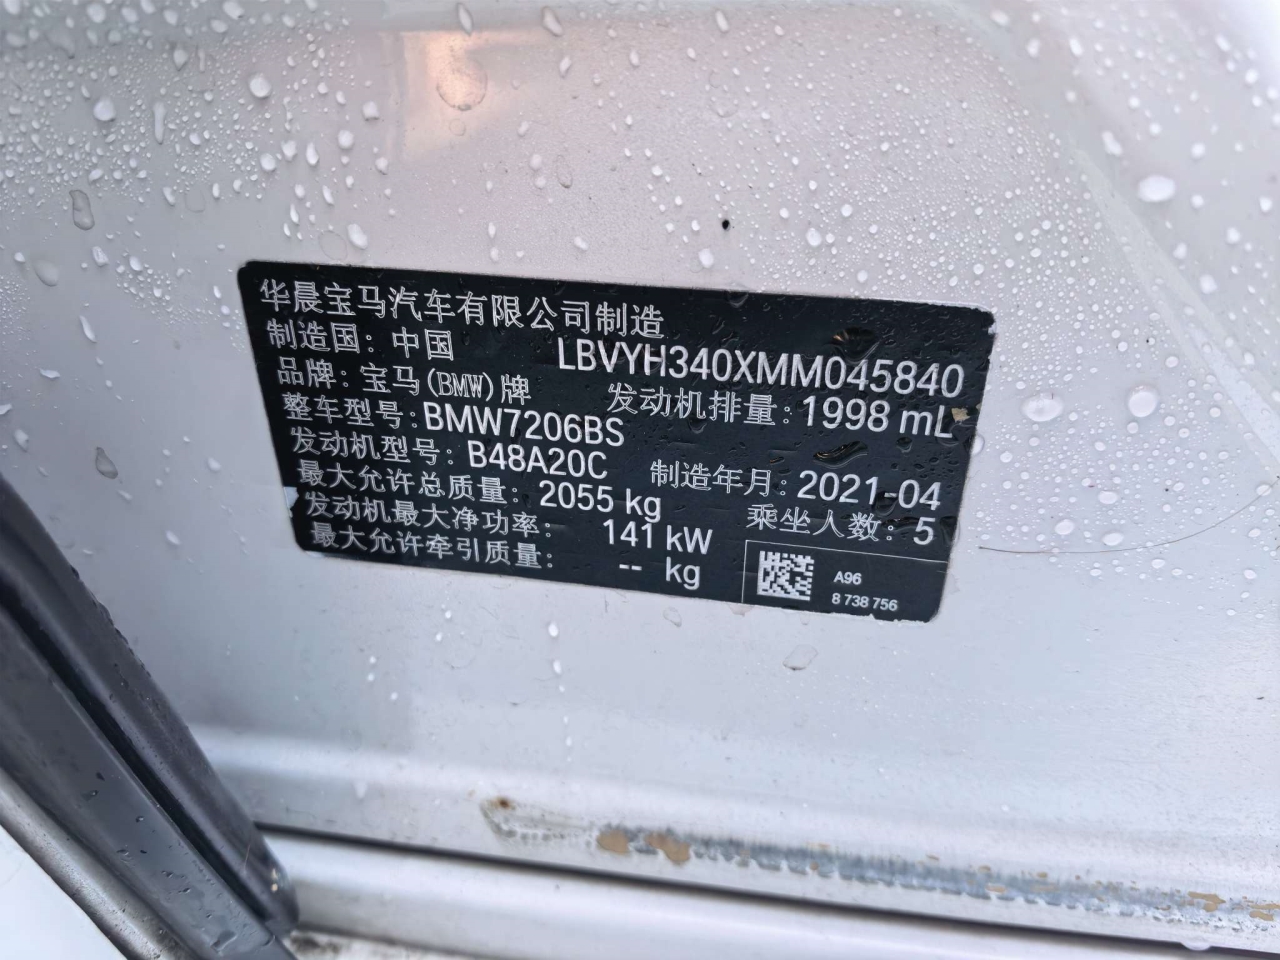 华晨宝马汽车有限公司制造
制造国：中国 LBVYH340XMM045840
品牌：宝马(BMW)牌 发动机排量：1998 mL
整车型号：BMW7206BS
发动机型号：B48A20C 制造年月：2021-04
最大允许总质量：2055 kg 乘坐人数：5
发动机最大净功率： 141 kW
最大允许牵引质量： -- kg
A96
8 738 756